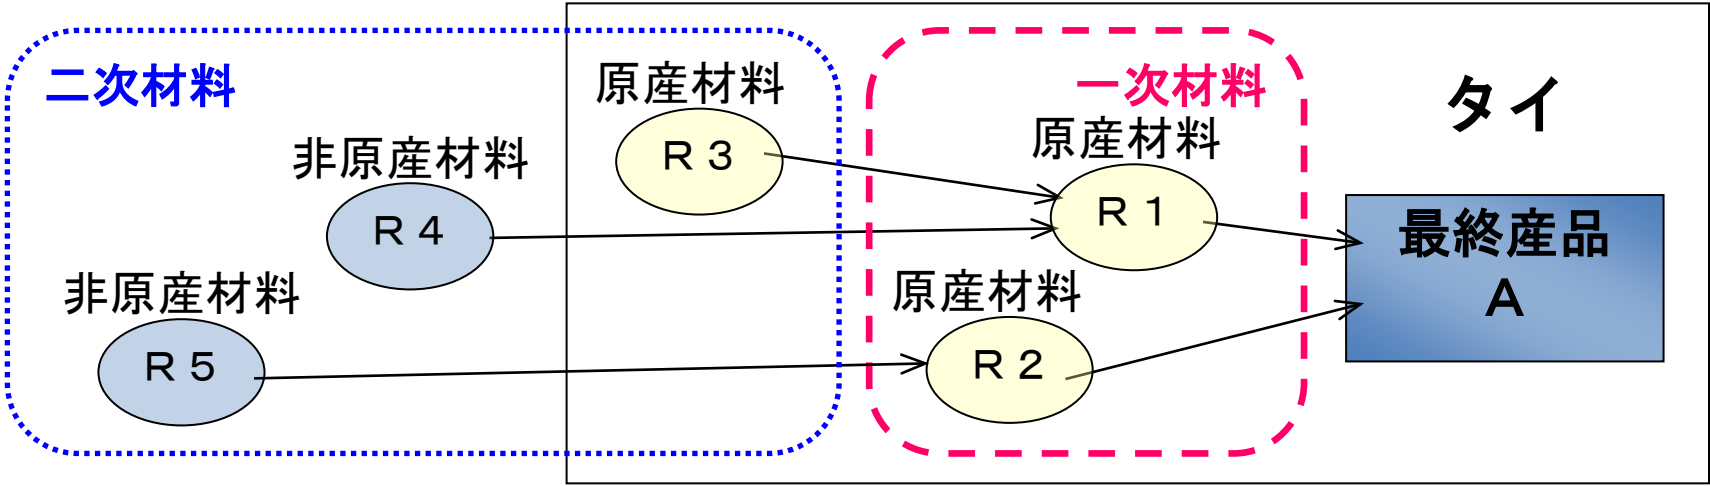 二次材料
原産材料
Ｒ３
非原産材料
Ｒ４
非原産材料
Ｒ５
一次材料
原産材料
Ｒ１
原産材料
Ｒ２
タイ
最終産品
Ａ